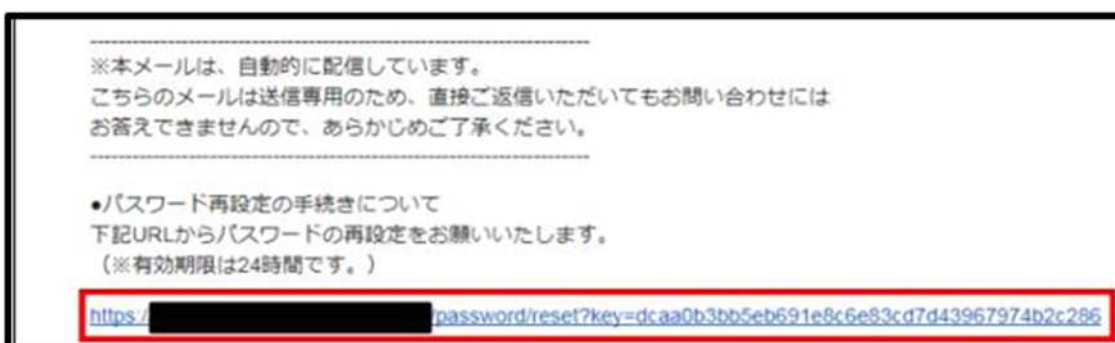 --------------------------------------------------------------------
※本メールは、自動的に配信しています。
こちらのメールは送信専用のため、直接ご返信いただいてもお問い合わせには
お答えできませんので、あらかじめご了承ください。
--------------------------------------------------------------------
●パスワード再設定の手続きについて
下記URLからパスワードの再設定をお願いいたします。
（※有効期限は24時間です。）
https:/ /password/reset?key=dcaa0b3bb5eb691e8c6e83cd7d43967974b2c286